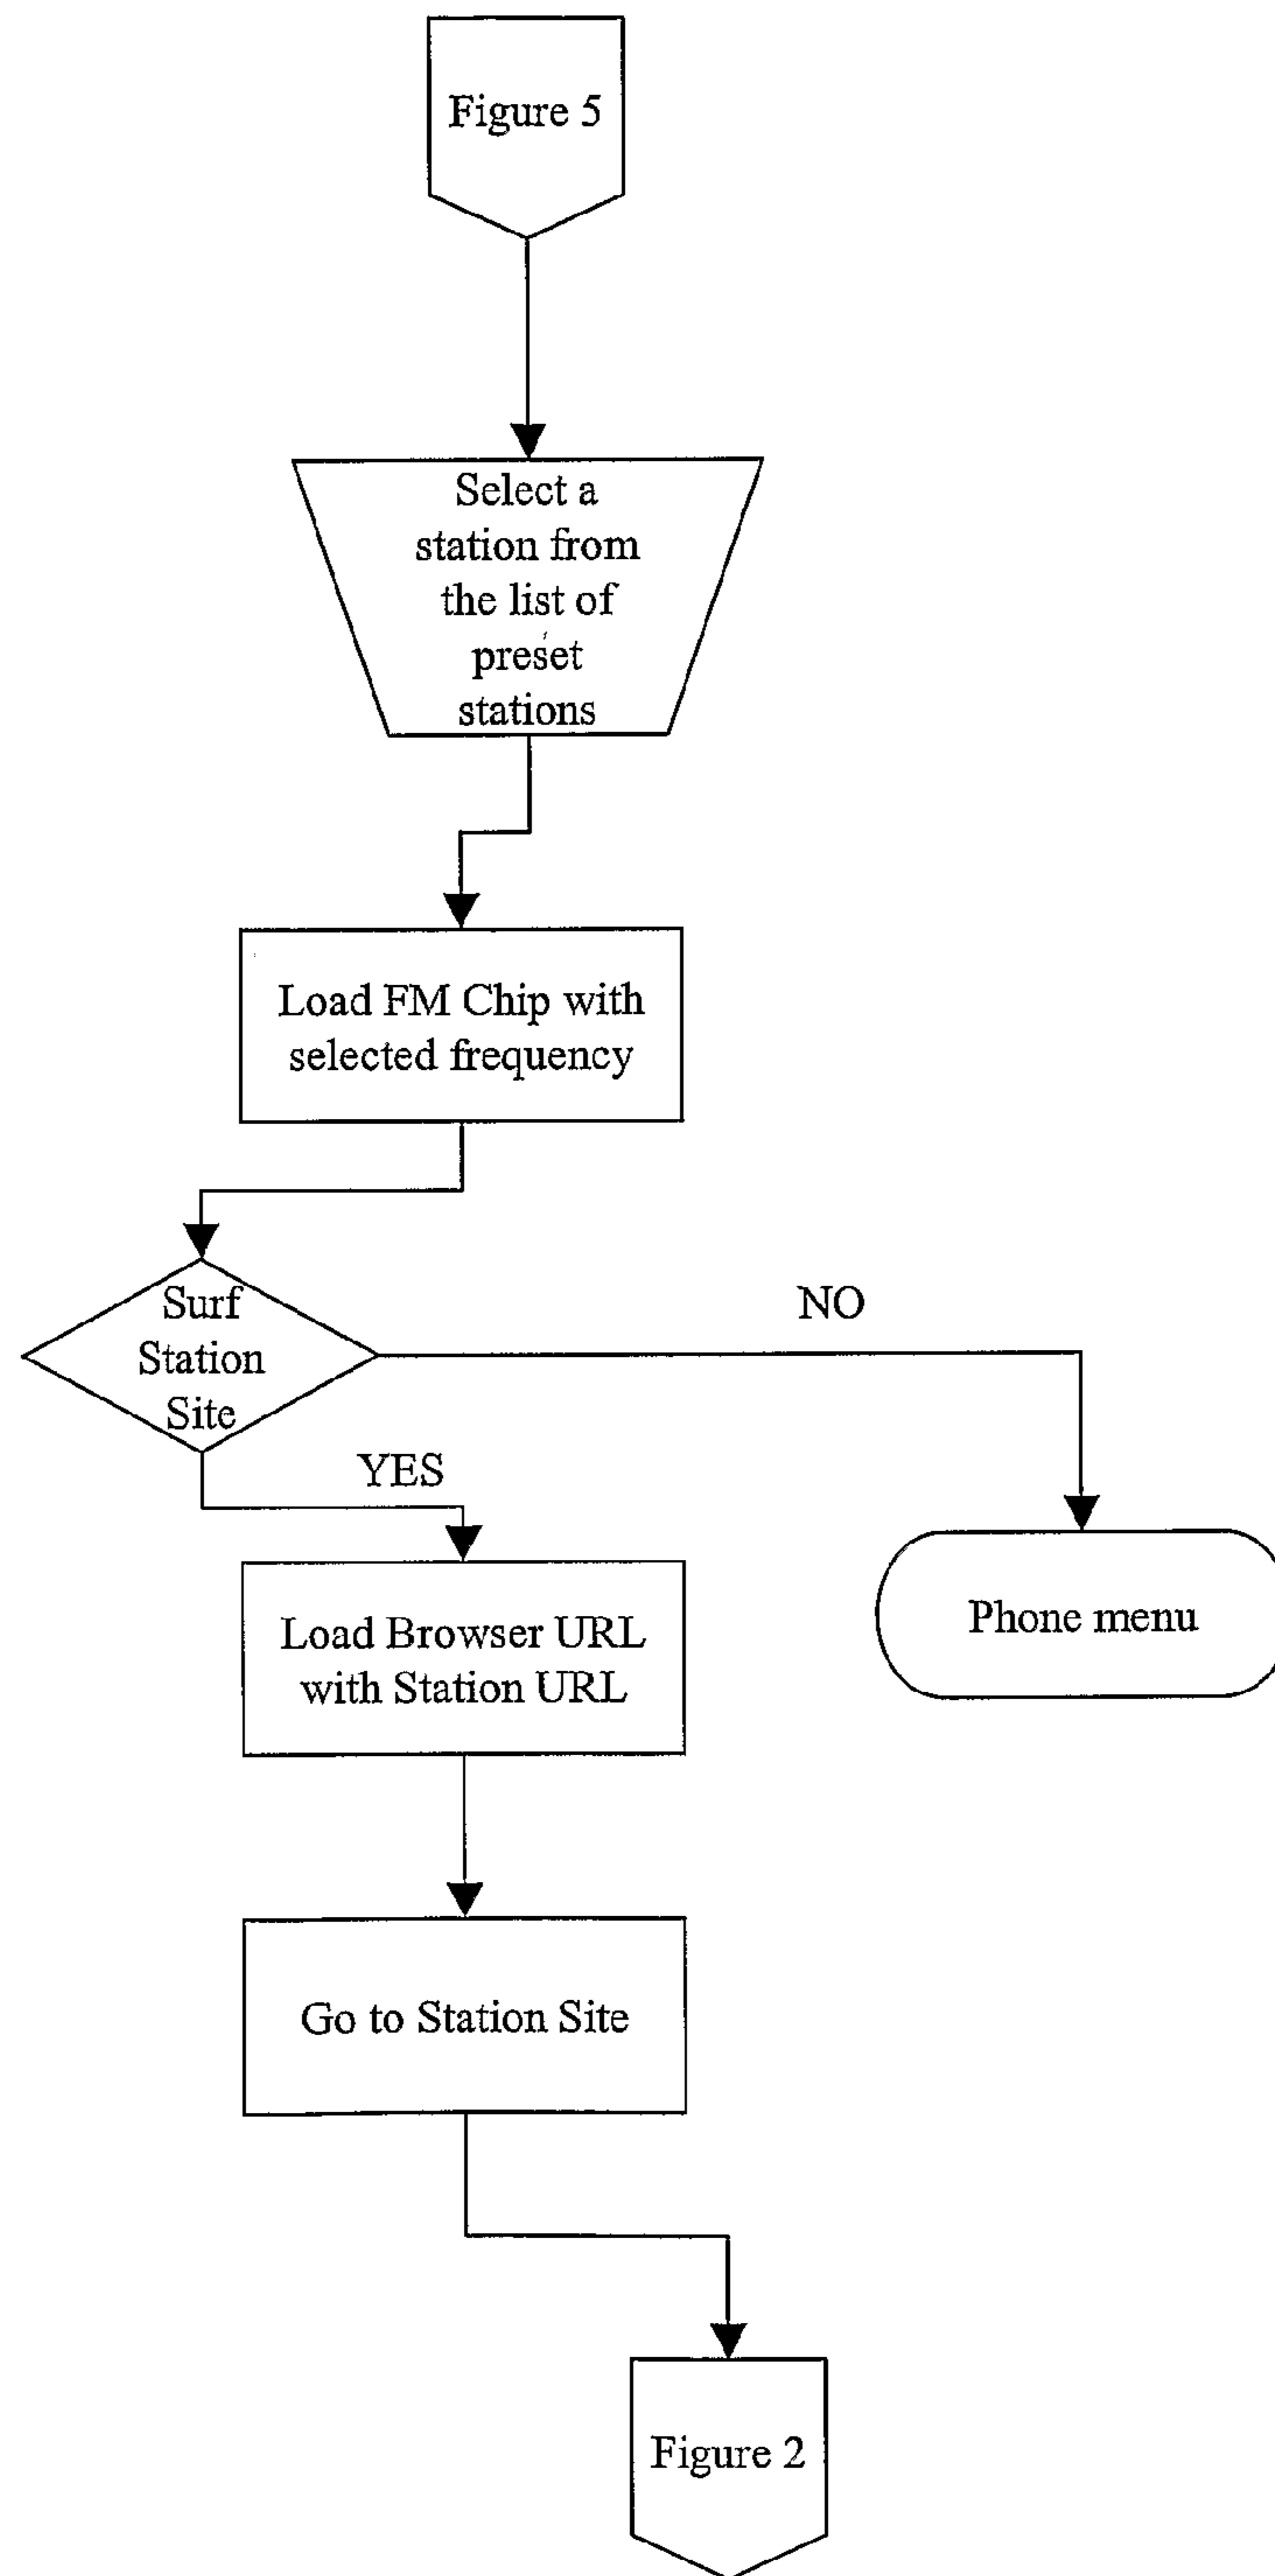 Figure 5
Select a
station from
the list of
preset
stations
Load FM Chip with
selected frequency
Surf
Station
Site
NO
YES
Load Browser URL
with Station URL
Phone menu
Go to Station Site
Figure 2